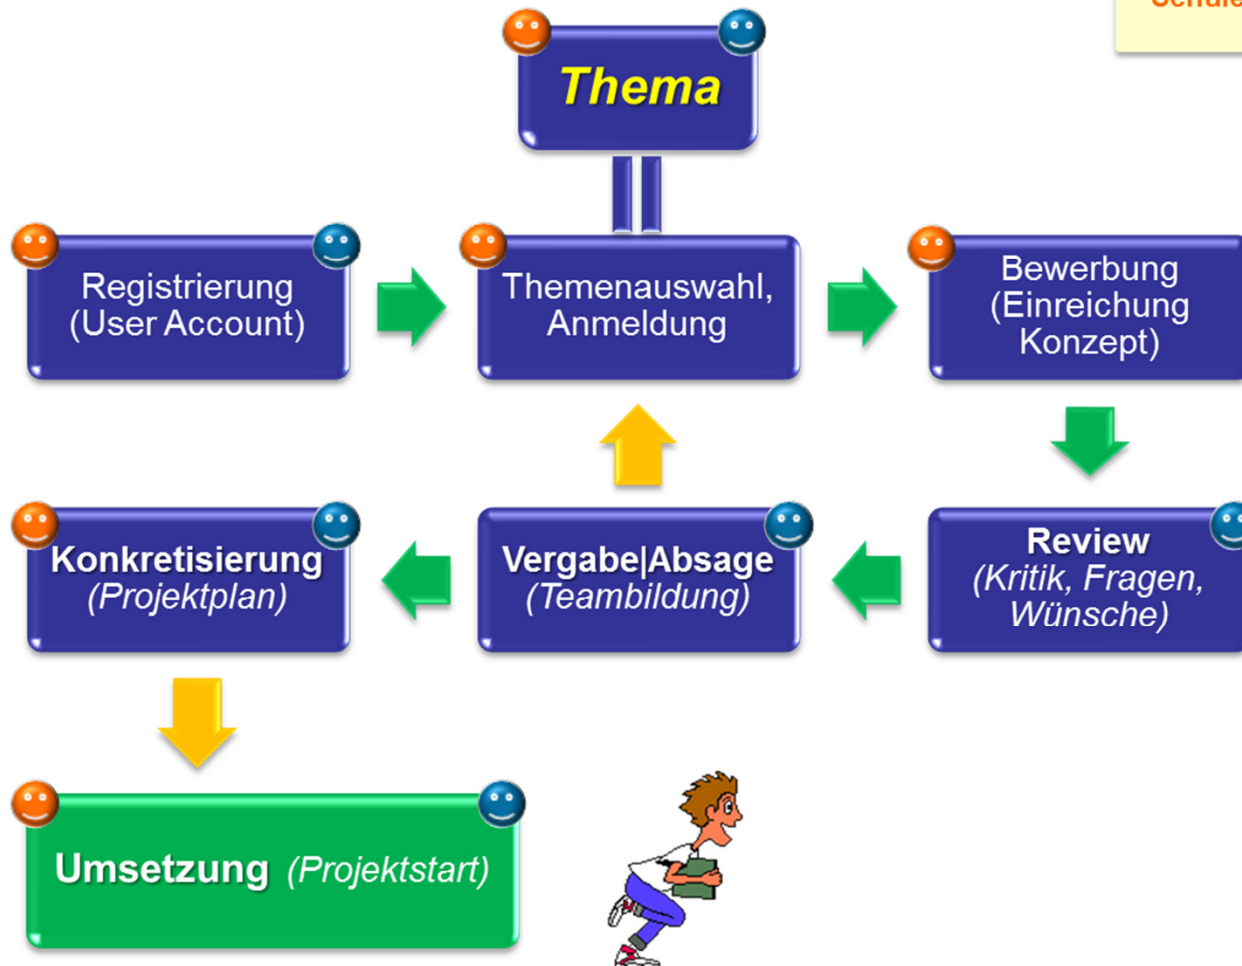 Thema
Registrierung
(User Account)
Themenauswahl,
Anmeldung
Bewerbung
(Einreichung
Konzept)
Konkretisierung
(Projektplan)
Vergabe|Absage
(Teambildung)
Review
(Kritik, Fragen,
Wünsche)
Umsetzung (Projektstart)